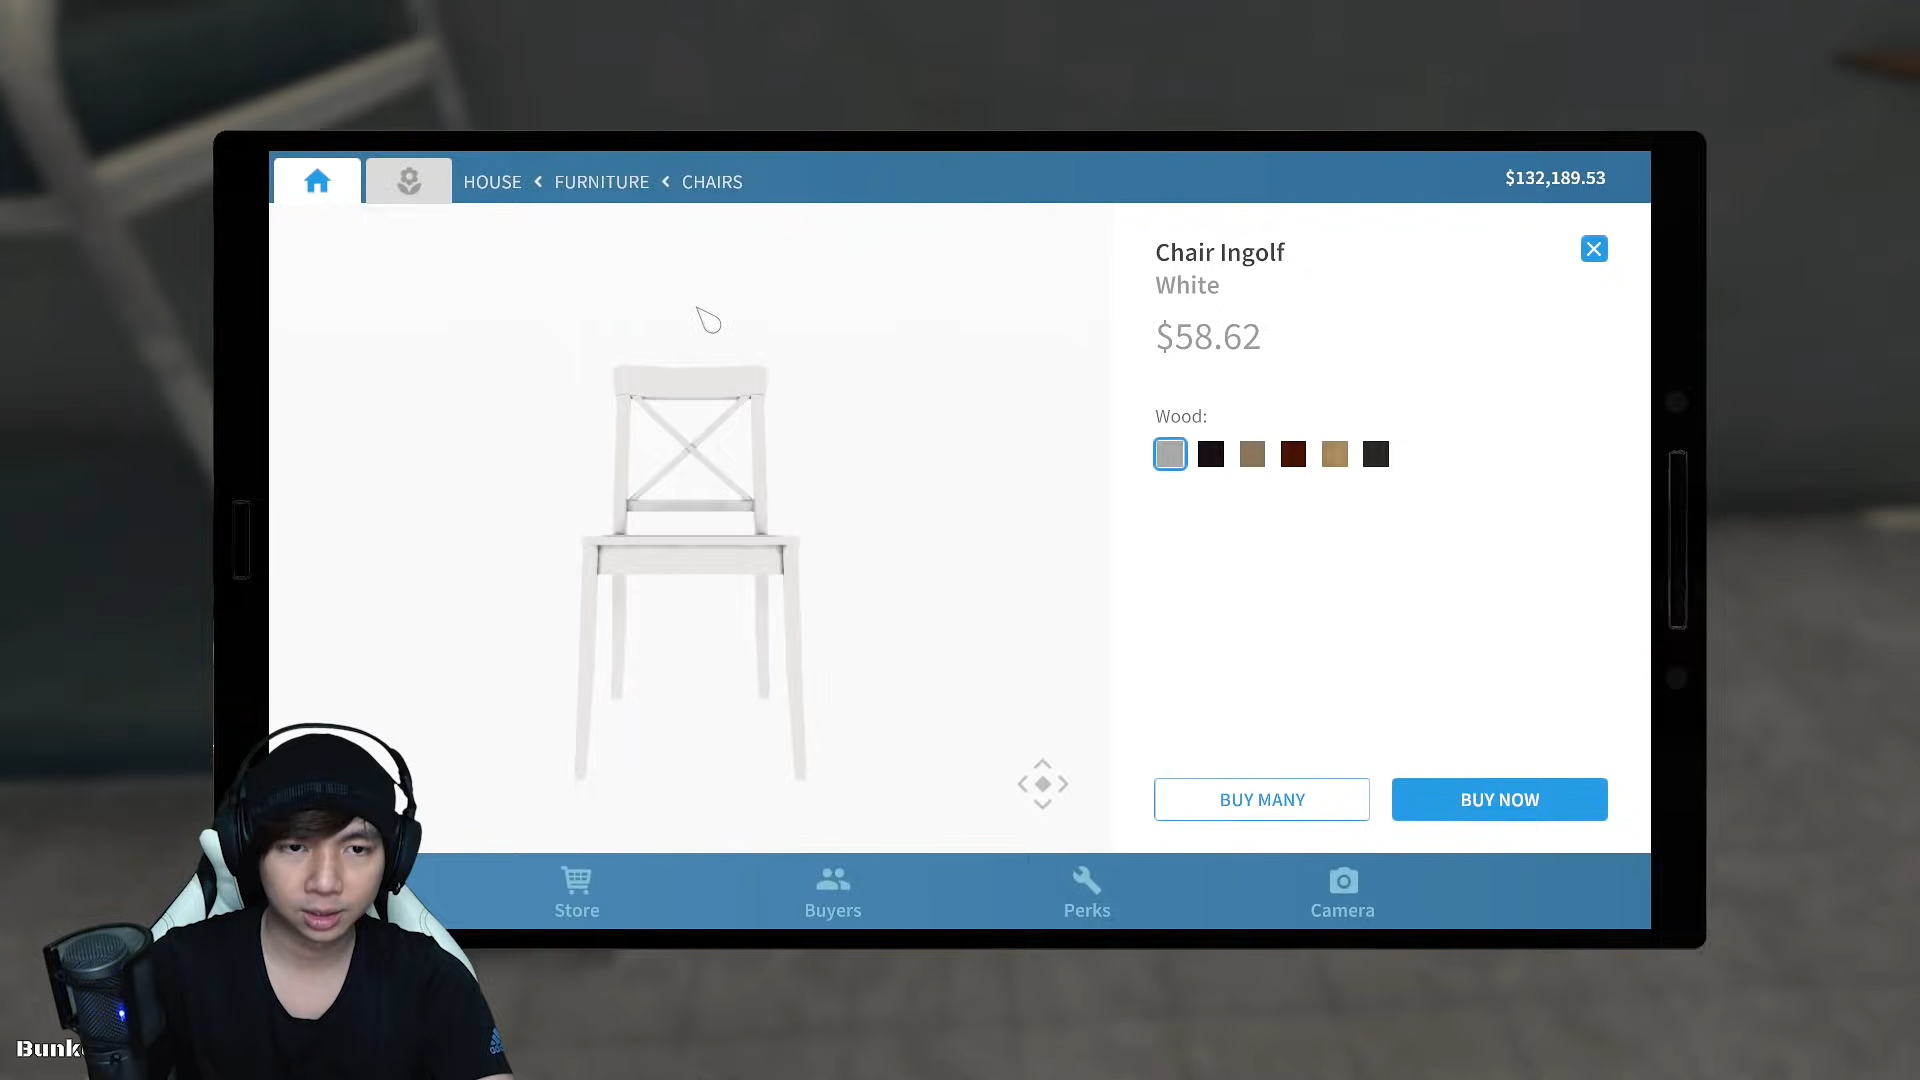 HOUSE FURNITURE CHAIRS
$132,189.53
Chair Ingolf
White
$58.62
Wood:
BUY MANY
BUY NOW
Store
Buyers
Perks
Camera